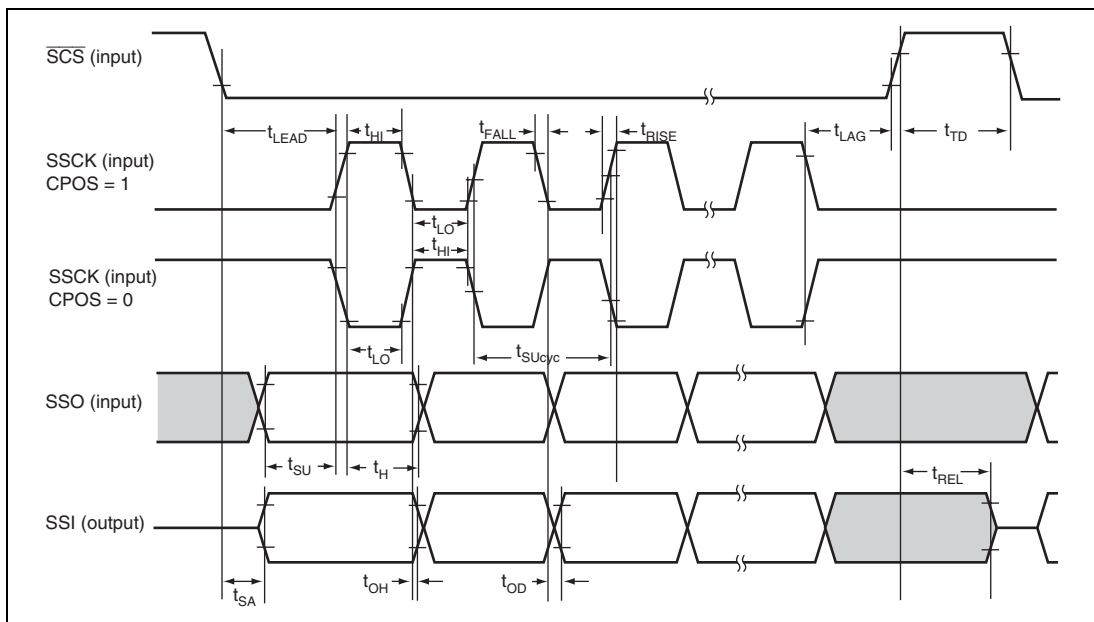 SCS (input)
tLEAD
tHI
tFALL
tRISE
tLAG
tTD
SSCK (input)
CPOS = 1
tLO
tHI
SSCK (input)
CPOS = 0
tLO
tSUcyc
SSO (input)
tSU
tH
tREL
SSI (output)
tSA
tOH
tOD